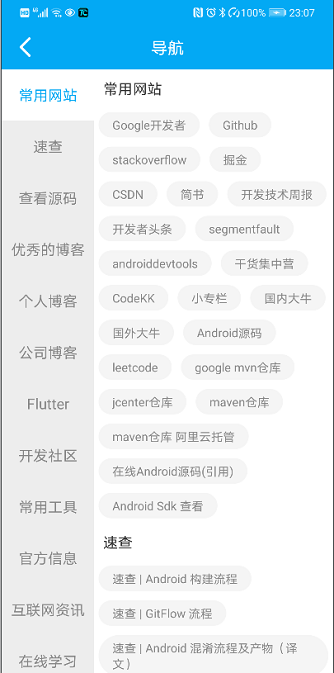 HD 4G 100% 23:07
导航
常用网站
速查
查看源码
优秀的博客
个人博客
公司博客
Flutter
开发社区
常用工具
官方信息
互联网资讯
在线学习
常用网站
Google开发者 Github
stackoverflow 掘金
CSDN 简书 开发技术周报
开发者头条 segmentfault
androiddevtools 干货集中营
CodeKK 小专栏 国内大牛
国外大牛 Android源码
leetcode google mvn仓库
jcenter仓库 maven仓库
maven仓库 阿里云托管
在线Android源码(引用)
Android Sdk 查看
速查
速查 | Android 构建流程
速查 | GitFlow 流程
速查 | Android 混淆流程及产物（译
文）